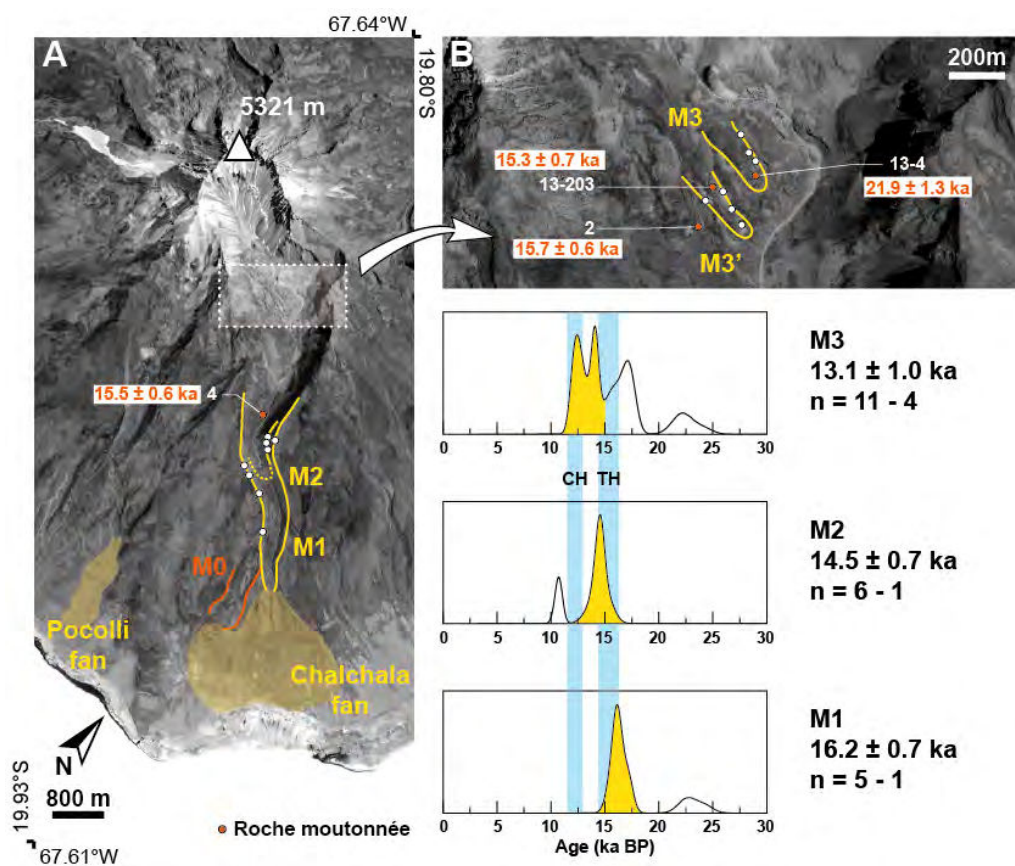 67.64°W
19.80°S
A
5321 m
15.5 ± 0.6 ka 4
M2
M1
M0
Pocolli
fan
Chalchala
fan
N
800 m
Roche moutonnée
19.93°S
67.61°W
B
200m
M3
15.3 ± 0.7 ka
13-203
13-4
21.9 ± 1.3 ka
2
15.7 ± 0.6 ka
M3'
0 5 10 15 20 25 30
M3
13.1 ± 1.0 ka
n = 11 - 4
CH TH
0 5 10 15 20 25 30
M2
14.5 ± 0.7 ka
n = 6 - 1
0 5 10 15 20 25 30
Age (ka BP)
M1
16.2 ± 0.7 ka
n = 5 - 1